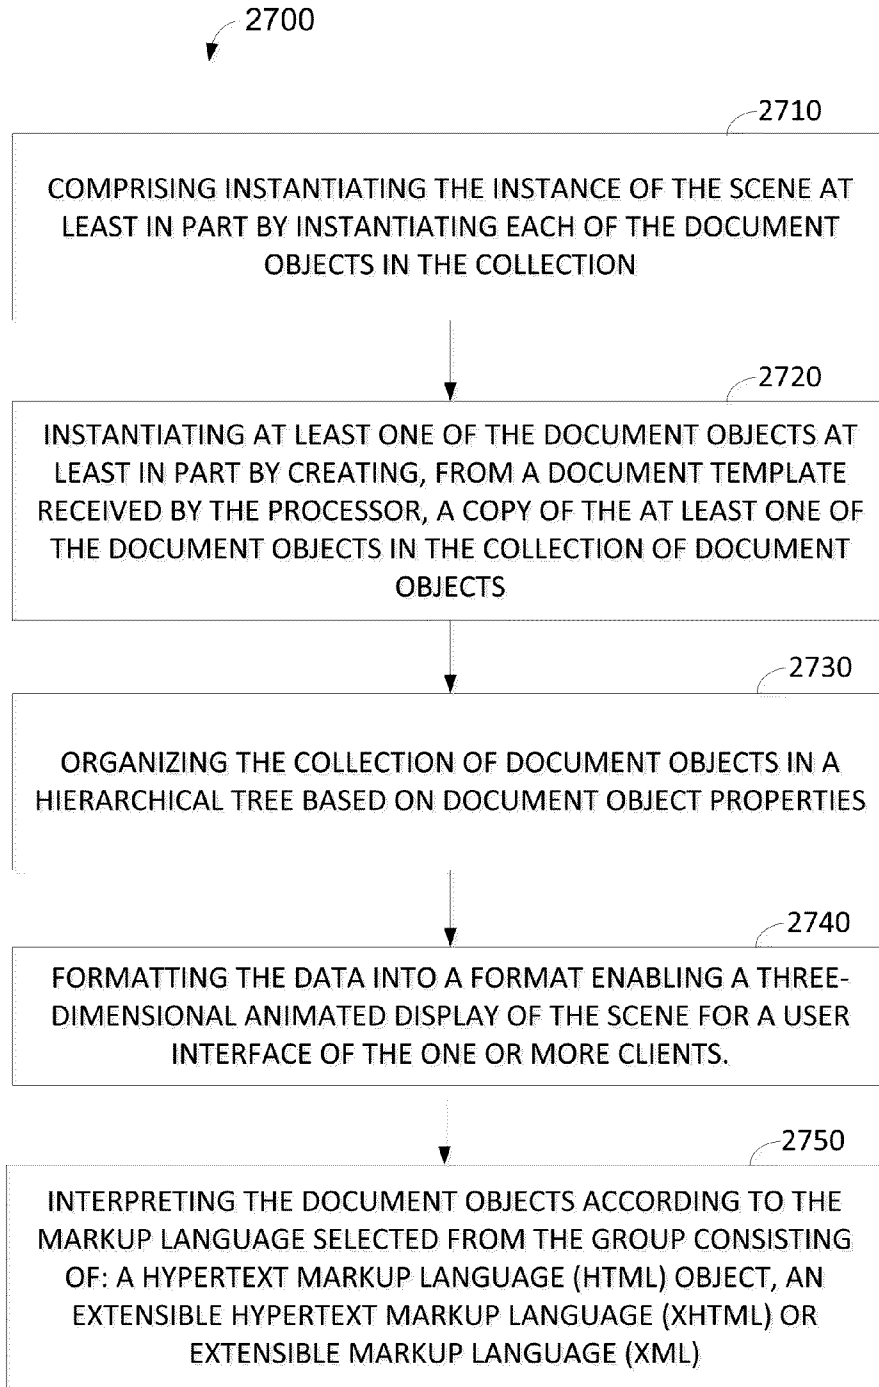 2700
2710
COMPRISING INSTANTIATING THE INSTANCE OF THE SCENE AT
LEAST IN PART BY INSTANTIATING EACH OF THE DOCUMENT
OBJECTS IN THE COLLECTION
2720
INSTANTIATING AT LEAST ONE OF THE DOCUMENT OBJECTS AT
LEAST IN PART BY CREATING, FROM A DOCUMENT TEMPLATE
RECEIVED BY THE PROCESSOR, A COPY OF THE AT LEAST ONE OF
THE DOCUMENT OBJECTS IN THE COLLECTION OF DOCUMENT
OBJECTS
2730
ORGANIZING THE COLLECTION OF DOCUMENT OBJECTS IN A
HIERARCHICAL TREE BASED ON DOCUMENT OBJECT PROPERTIES
2740
FORMATTING THE DATA INTO A FORMAT ENABLING A THREE-
DIMENSIONAL ANIMATED DISPLAY OF THE SCENE FOR A USER
INTERFACE OF THE ONE OR MORE CLIENTS.
2750
INTERPRETING THE DOCUMENT OBJECTS ACCORDING TO THE
MARKUP LANGUAGE SELECTED FROM THE GROUP CONSISTING
OF: A HYPERTEXT MARKUP LANGUAGE (HTML) OBJECT, AN
EXTENSIBLE HYPERTEXT MARKUP LANGUAGE (XHTML) OR
EXTENSIBLE MARKUP LANGUAGE (XML)